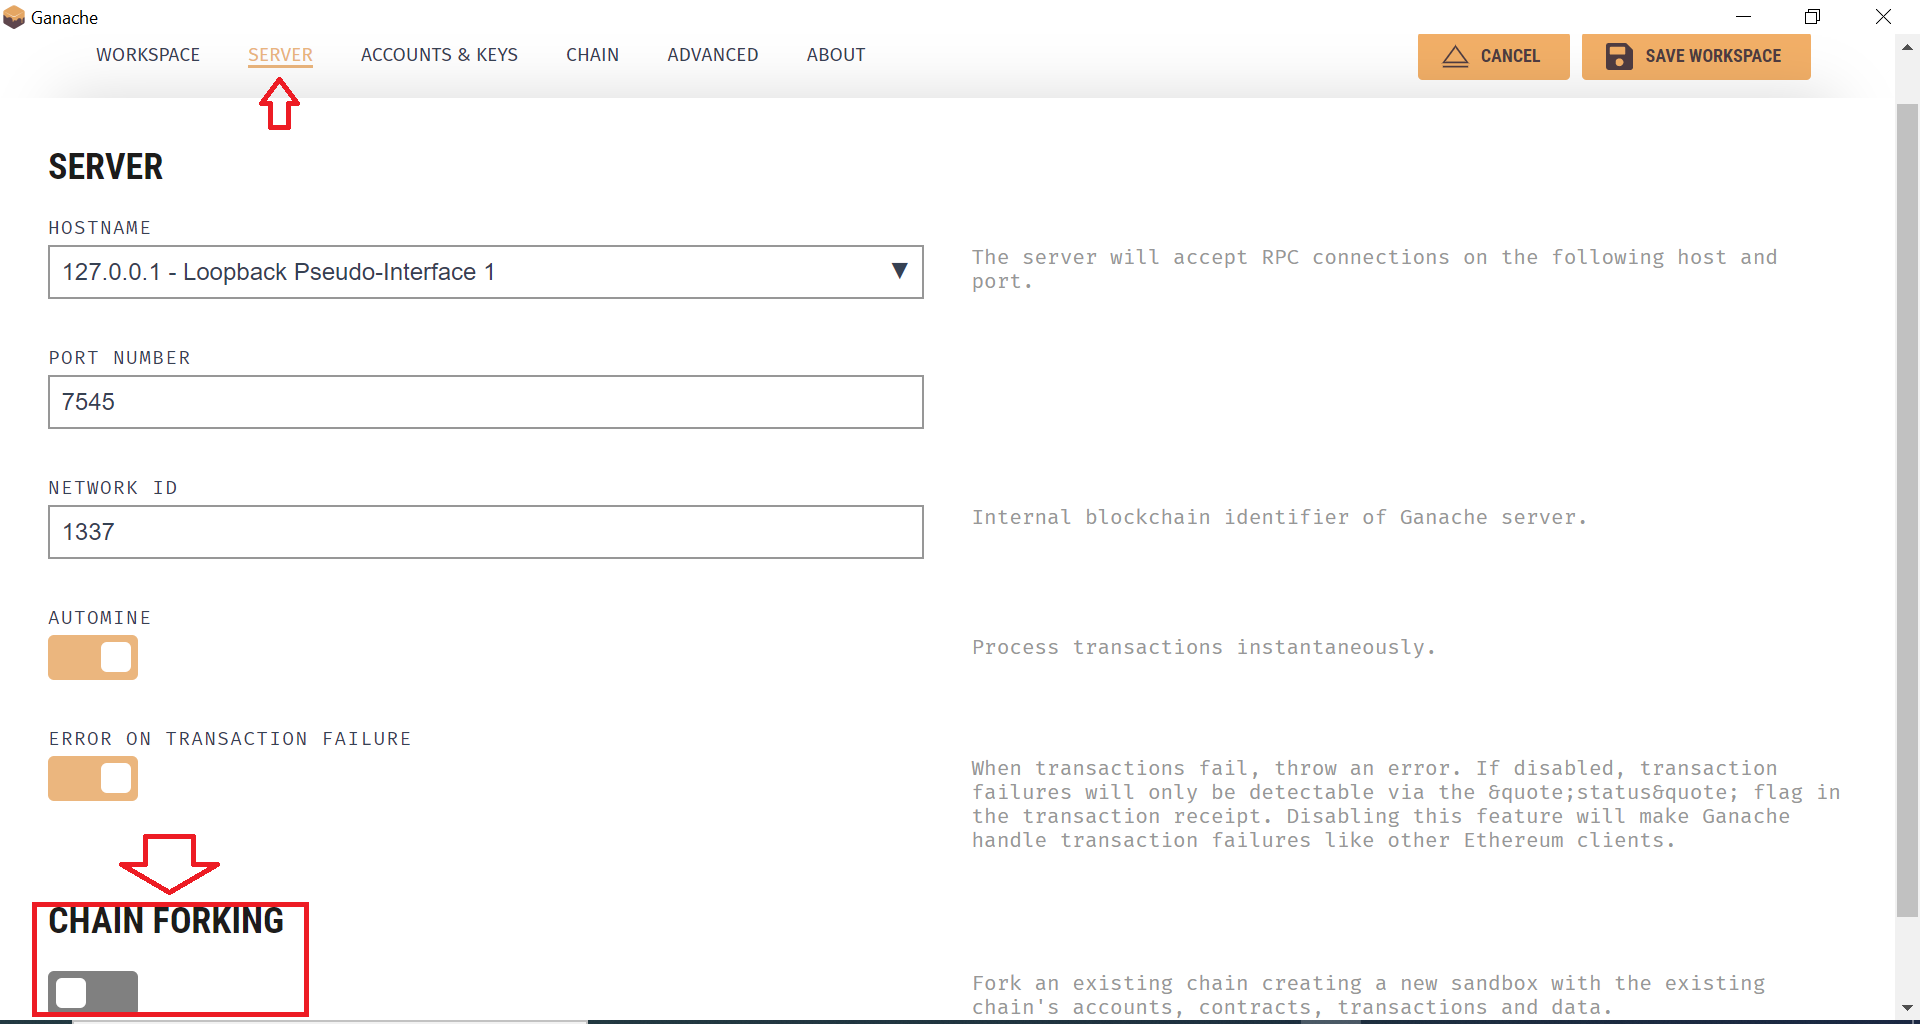 Ganache
WORKSPACE SERVER ACCOUNTS & KEYS CHAIN ADVANCED ABOUT CANCEL SAVE WORKSPACE
SERVER
HOSTNAME
127.0.0.1 - Loopback Pseudo-Interface 1
The server will accept RPC connections on the following host and
port.
PORT NUMBER
7545
NETWORK ID
1337
Internal blockchain identifier of Ganache server.
AUTOMINE
Process transactions instantaneously.
ERROR ON TRANSACTION FAILURE
When transactions fail, throw an error. If disabled, transaction
failures will only be detectable via the &quote;status&quote; flag in
the transaction receipt. Disabling this feature will make Ganache
handle transaction failures like other Ethereum clients.
CHAIN FORKING
Fork an existing chain creating a new sandbox with the existing
chain's accounts, contracts, transactions and data.